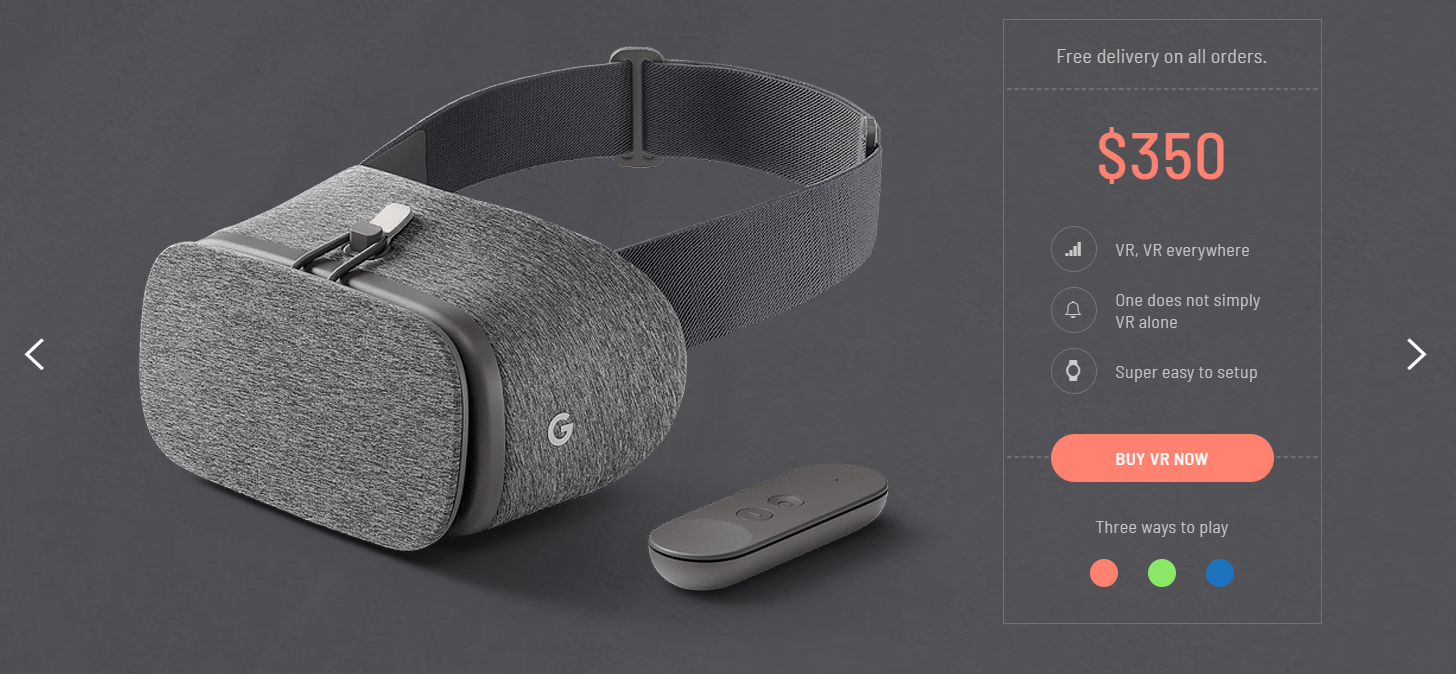 Free delivery on all orders.
$350
VR, VR everywhere
One does not simply
VR alone
Super easy to setup
G
BUY VR NOW
Three ways to play